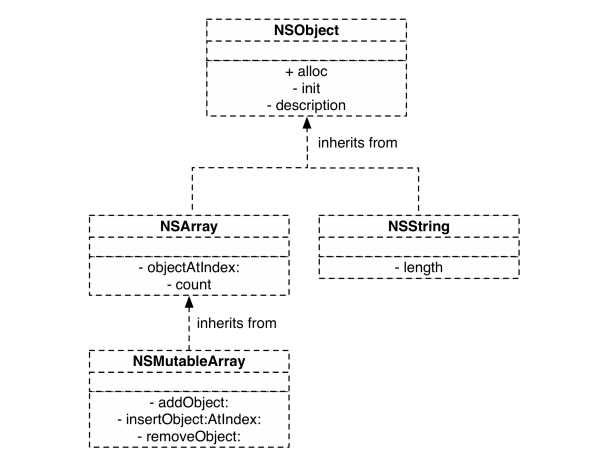 NSObject
+ alloc
- init
- description
inherits from
NSArray
- objectAtIndex:
- count
NSString
- length
inherits from
NSMutableArray
- addObject:
- insertObject:AtIndex:
- removeObject: